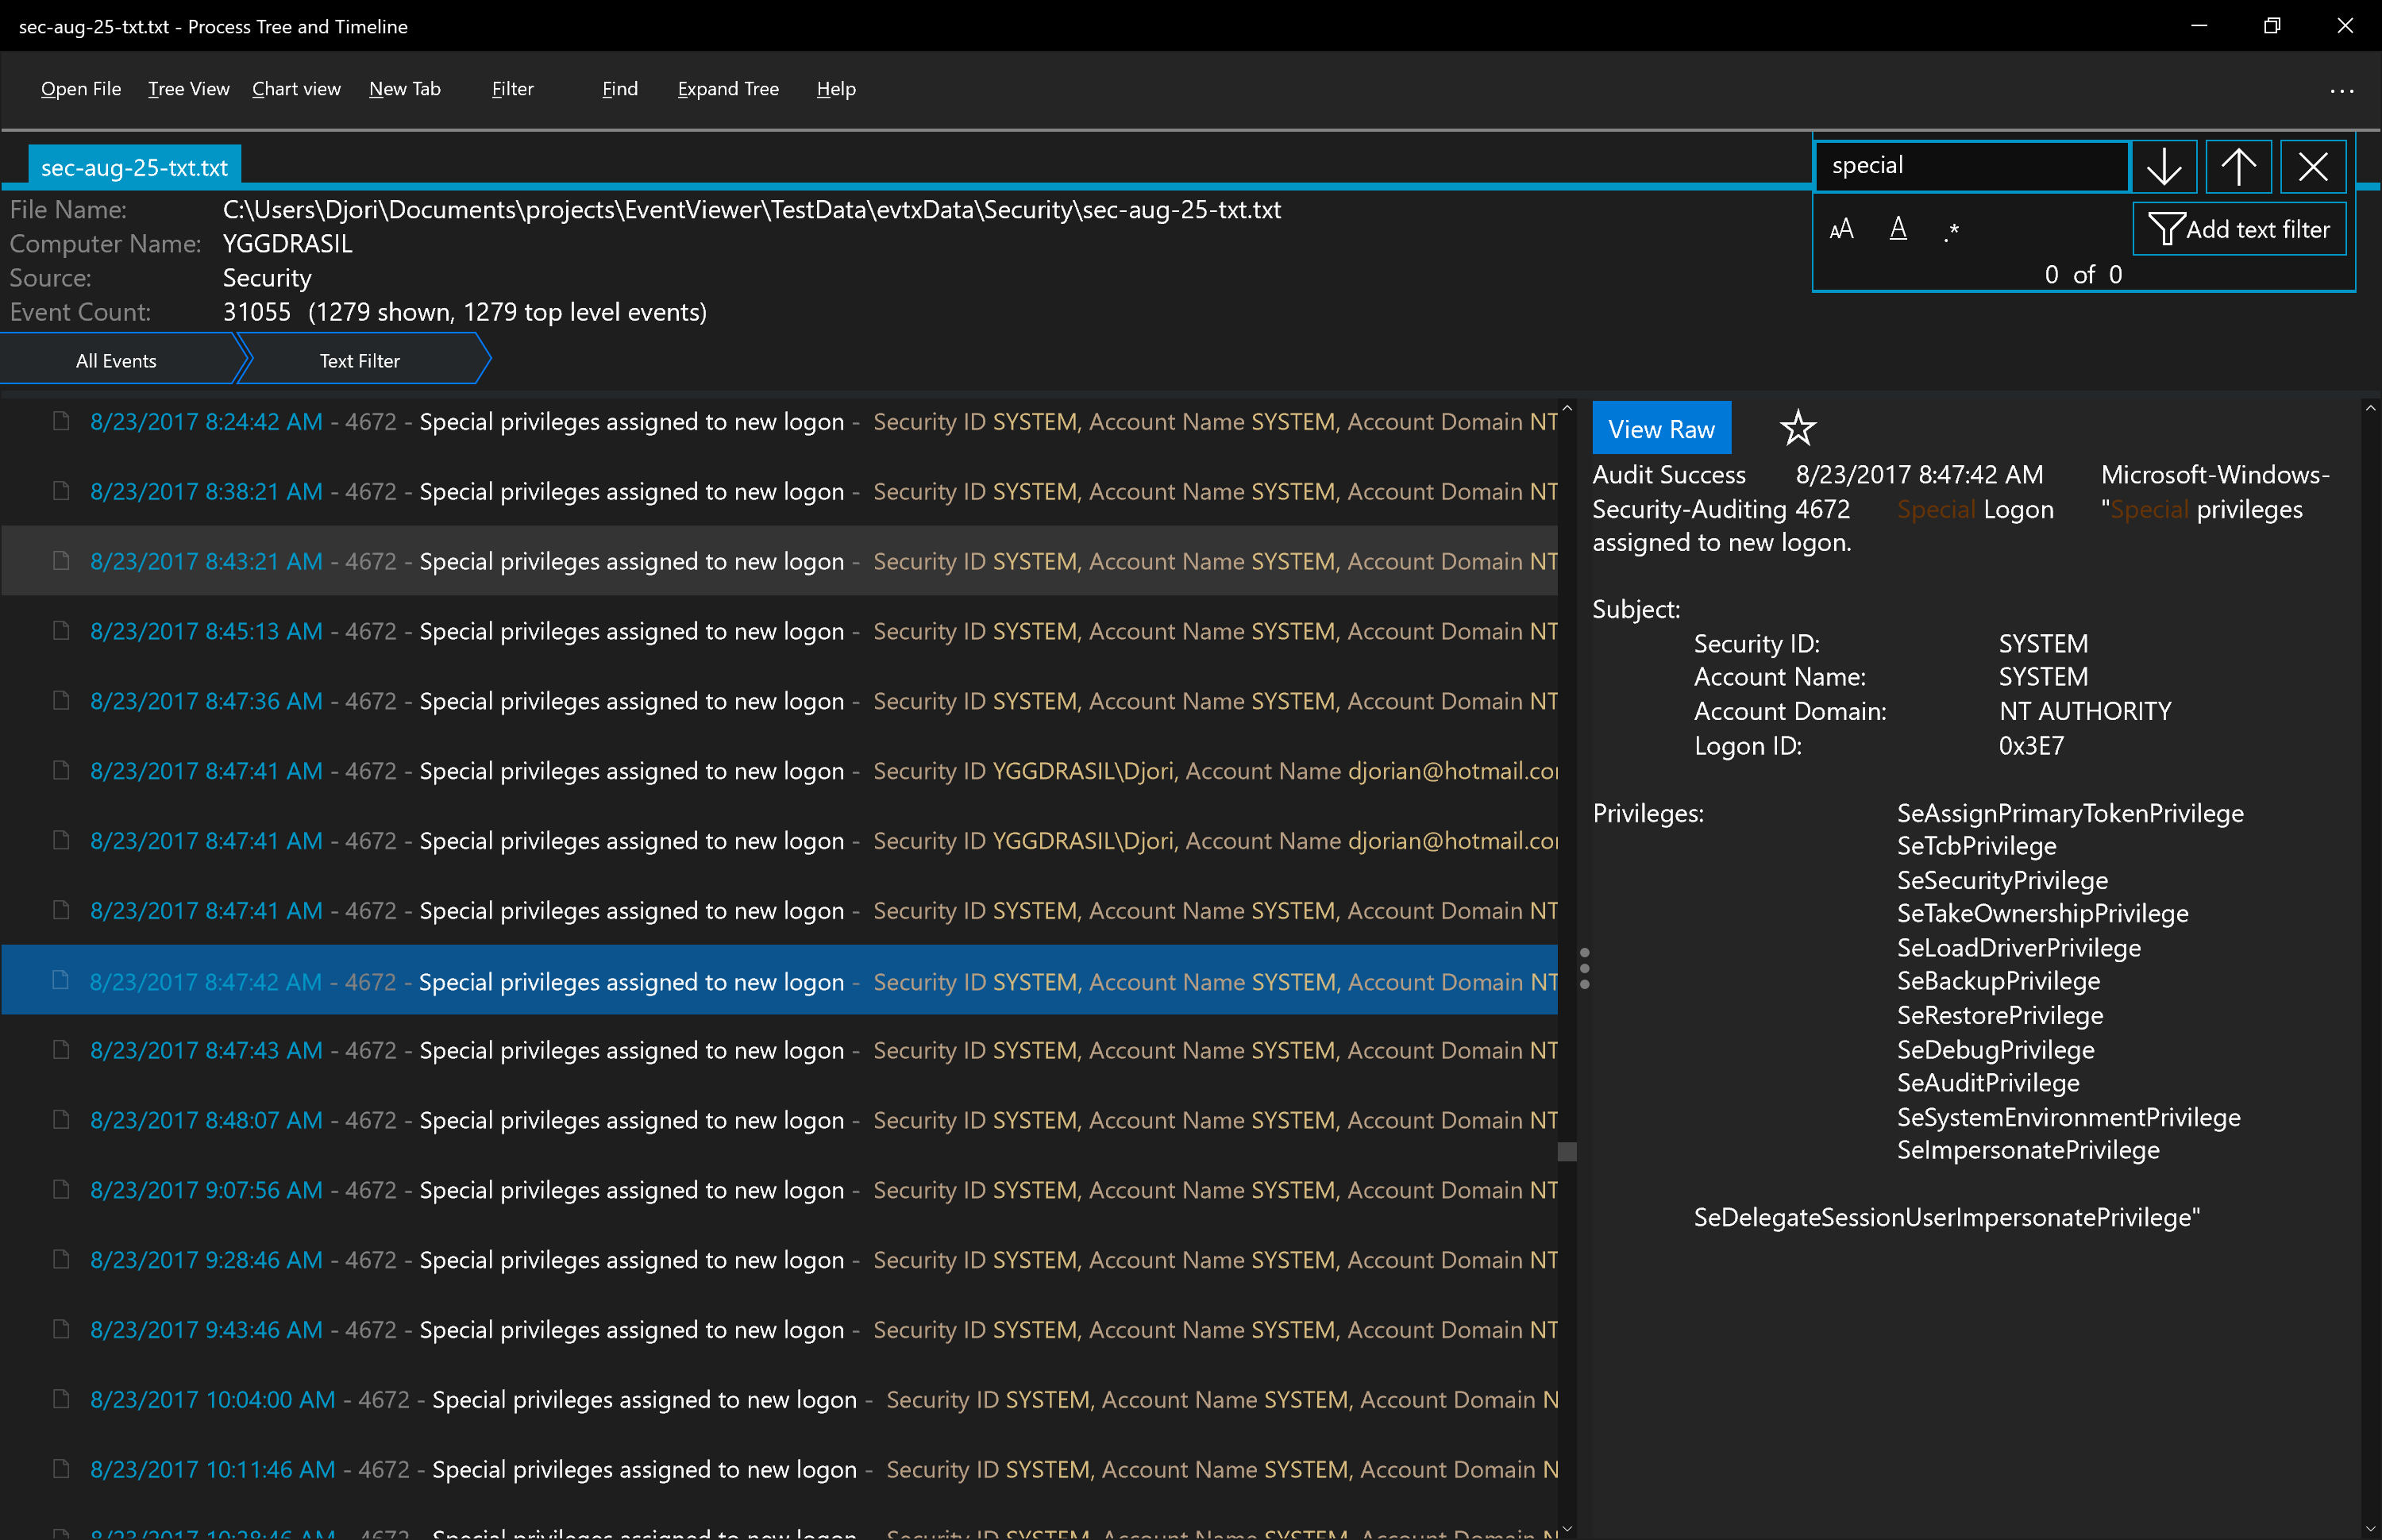 sec-aug-25-txt.txt - Process Tree and Timeline
Open File Tree View Chart view New Tab Filter Find Expand Tree Help ...
sec-aug-25-txt.txt
special
File Name: C:\Users\Djori\Documents\projects\EventViewer\TestData\evtxData\Security\sec-aug-25-txt.txt
Computer Name: YGGDRASIL
Source: Security
Event Count: 31055 (1279 shown, 1279 top level events)
AA A .* Add text filter
0 of 0
All Events Text Filter
8/23/2017 8:24:42 AM - 4672 - Special privileges assigned to new logon - Security ID SYSTEM, Account Name SYSTEM, Account Domain NT
8/23/2017 8:38:21 AM - 4672 - Special privileges assigned to new logon - Security ID SYSTEM, Account Name SYSTEM, Account Domain NT
8/23/2017 8:43:21 AM - 4672 - Special privileges assigned to new logon - Security ID SYSTEM, Account Name SYSTEM, Account Domain NT
8/23/2017 8:45:13 AM - 4672 - Special privileges assigned to new logon - Security ID SYSTEM, Account Name SYSTEM, Account Domain NT
8/23/2017 8:47:36 AM - 4672 - Special privileges assigned to new logon - Security ID SYSTEM, Account Name SYSTEM, Account Domain NT
8/23/2017 8:47:41 AM - 4672 - Special privileges assigned to new logon - Security ID YGGDRASIL\Djori, Account Name djorian@hotmail.co
8/23/2017 8:47:41 AM - 4672 - Special privileges assigned to new logon - Security ID YGGDRASIL\Djori, Account Name djorian@hotmail.co
8/23/2017 8:47:41 AM - 4672 - Special privileges assigned to new logon - Security ID SYSTEM, Account Name SYSTEM, Account Domain NT
8/23/2017 8:47:42 AM - 4672 - Special privileges assigned to new logon - Security ID SYSTEM, Account Name SYSTEM, Account Domain NT
8/23/2017 8:47:43 AM - 4672 - Special privileges assigned to new logon - Security ID SYSTEM, Account Name SYSTEM, Account Domain NT
8/23/2017 8:48:07 AM - 4672 - Special privileges assigned to new logon - Security ID SYSTEM, Account Name SYSTEM, Account Domain NT
8/23/2017 9:07:56 AM - 4672 - Special privileges assigned to new logon - Security ID SYSTEM, Account Name SYSTEM, Account Domain NT
8/23/2017 9:28:46 AM - 4672 - Special privileges assigned to new logon - Security ID SYSTEM, Account Name SYSTEM, Account Domain NT
8/23/2017 9:43:46 AM - 4672 - Special privileges assigned to new logon - Security ID SYSTEM, Account Name SYSTEM, Account Domain NT
8/23/2017 10:04:00 AM - 4672 - Special privileges assigned to new logon - Security ID SYSTEM, Account Name SYSTEM, Account Domain N
8/23/2017 10:11:46 AM - 4672 - Special privileges assigned to new logon - Security ID SYSTEM, Account Name SYSTEM, Account Domain N
8/23/2017 10:28:46 AM - 4672 - Special privileges assigned to new logon - Security ID SYSTEM, Account Name SYSTEM, Account Domain N
View Raw
Audit Success 8/23/2017 8:47:42 AM Microsoft-Windows-
Security-Auditing 4672 Special Logon "Special privileges
assigned to new logon.
Subject:
Security ID: SYSTEM
Account Name: SYSTEM
Account Domain: NT AUTHORITY
Logon ID: 0x3E7
Privileges: SeAssignPrimaryTokenPrivilege
SeTcbPrivilege
SeSecurityPrivilege
SeTakeOwnershipPrivilege
SeLoadDriverPrivilege
SeBackupPrivilege
SeRestorePrivilege
SeDebugPrivilege
SeAuditPrivilege
SeSystemEnvironmentPrivilege
SeImpersonatePrivilege
SeDelegateSessionUserImpersonatePrivilege"